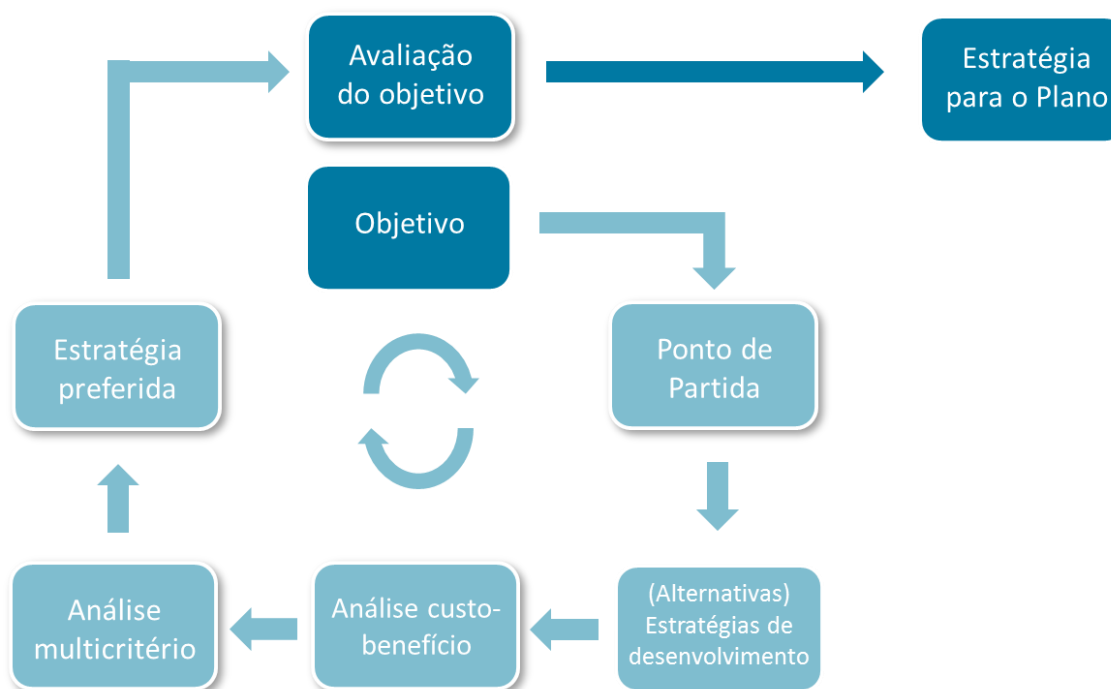 Avaliação
do objetivo
Estratégia
para o Plano
Objetivo
Ponto de
Partida
(Alternativas)
Estratégias de
desenvolvimento
Análise custo-
benefício
Análise
multicritério
Estratégia
preferida